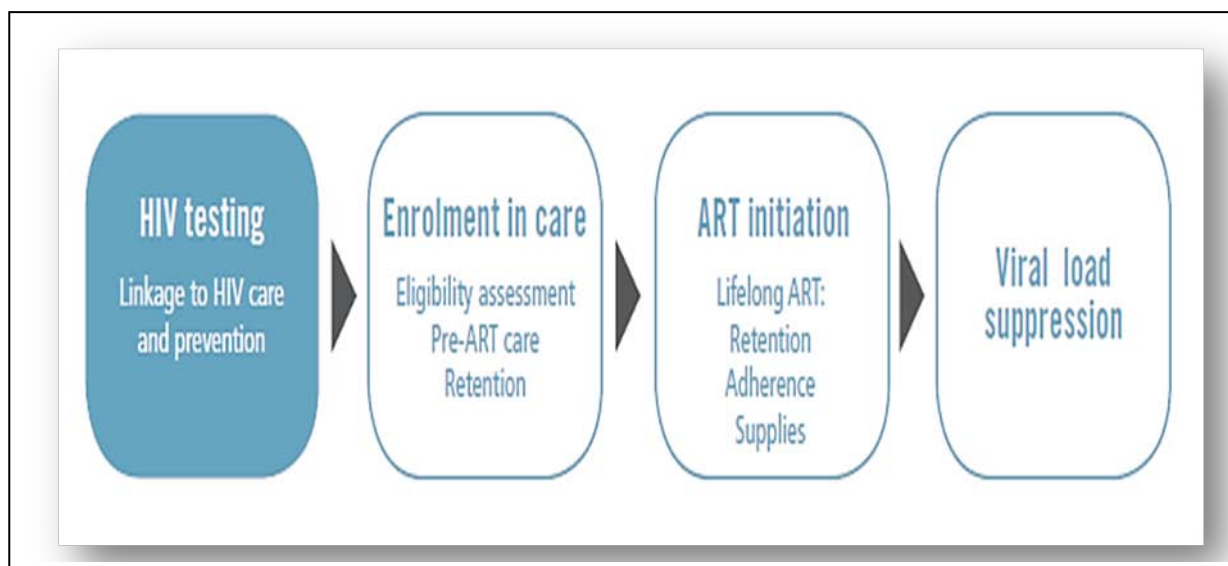 HIV testing
Linkage to HIV care
and prevention
Enrolment in care
Eligibility assessment
Pre-ART care
Retention
ART initiation
Lifelong ART:
Retention
Adherence
Supplies
Viral load
suppression